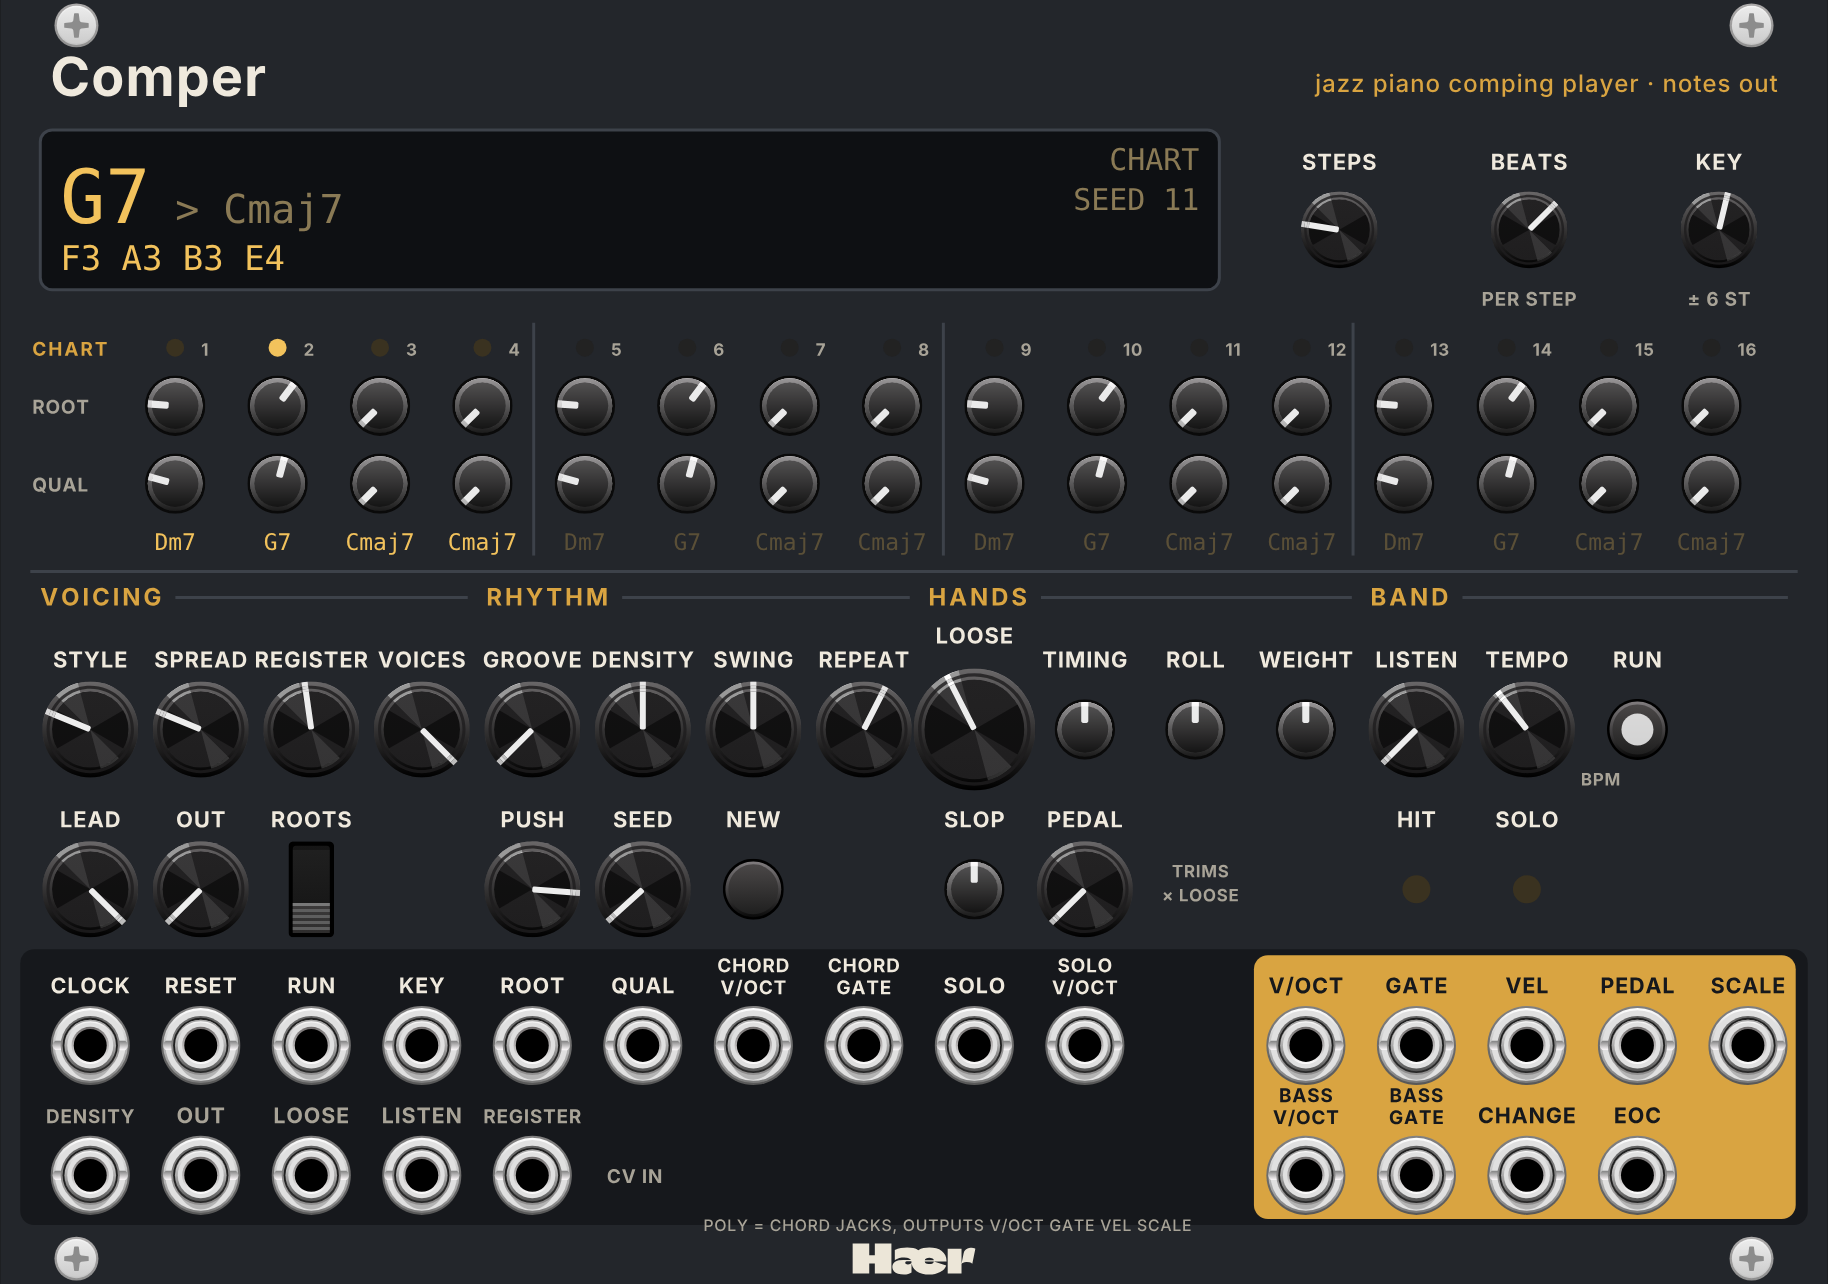 Comper
jazz piano comping player · notes out
G7 > Cmaj7
F3 A3 B3 E4
CHART
SEED 11
STEPS BEATS KEY
PER STEP ± 6 ST
CHART 1 2 3 4 5 6 7 8 9 10 11 12 13 14 15 16
ROOT
QUAL
Dm7 G7 Cmaj7 Cmaj7 Dm7 G7 Cmaj7 Cmaj7 Dm7 G7 Cmaj7 Cmaj7 Dm7 G7 Cmaj7 Cmaj7
VOICING RHYTHM HANDS BAND
LOOSE
STYLE SPREAD REGISTER VOICES GROOVE DENSITY SWING REPEAT TIMING ROLL WEIGHT LISTEN TEMPO RUN
BPM
LEAD OUT ROOTS PUSH SEED NEW SLOP PEDAL HIT SOLO
TRIMS
× LOOSE
CLOCK RESET RUN KEY ROOT QUAL CHORD V/OCT CHORD GATE SOLO SOLO V/OCT V/OCT GATE VEL PEDAL SCALE
DENSITY OUT LOOSE LISTEN REGISTER BASS V/OCT BASS GATE CHANGE EOC
CV IN
POLY = CHORD JACKS, OUTPUTS V/OCT GATE VEL SCALE
Hær